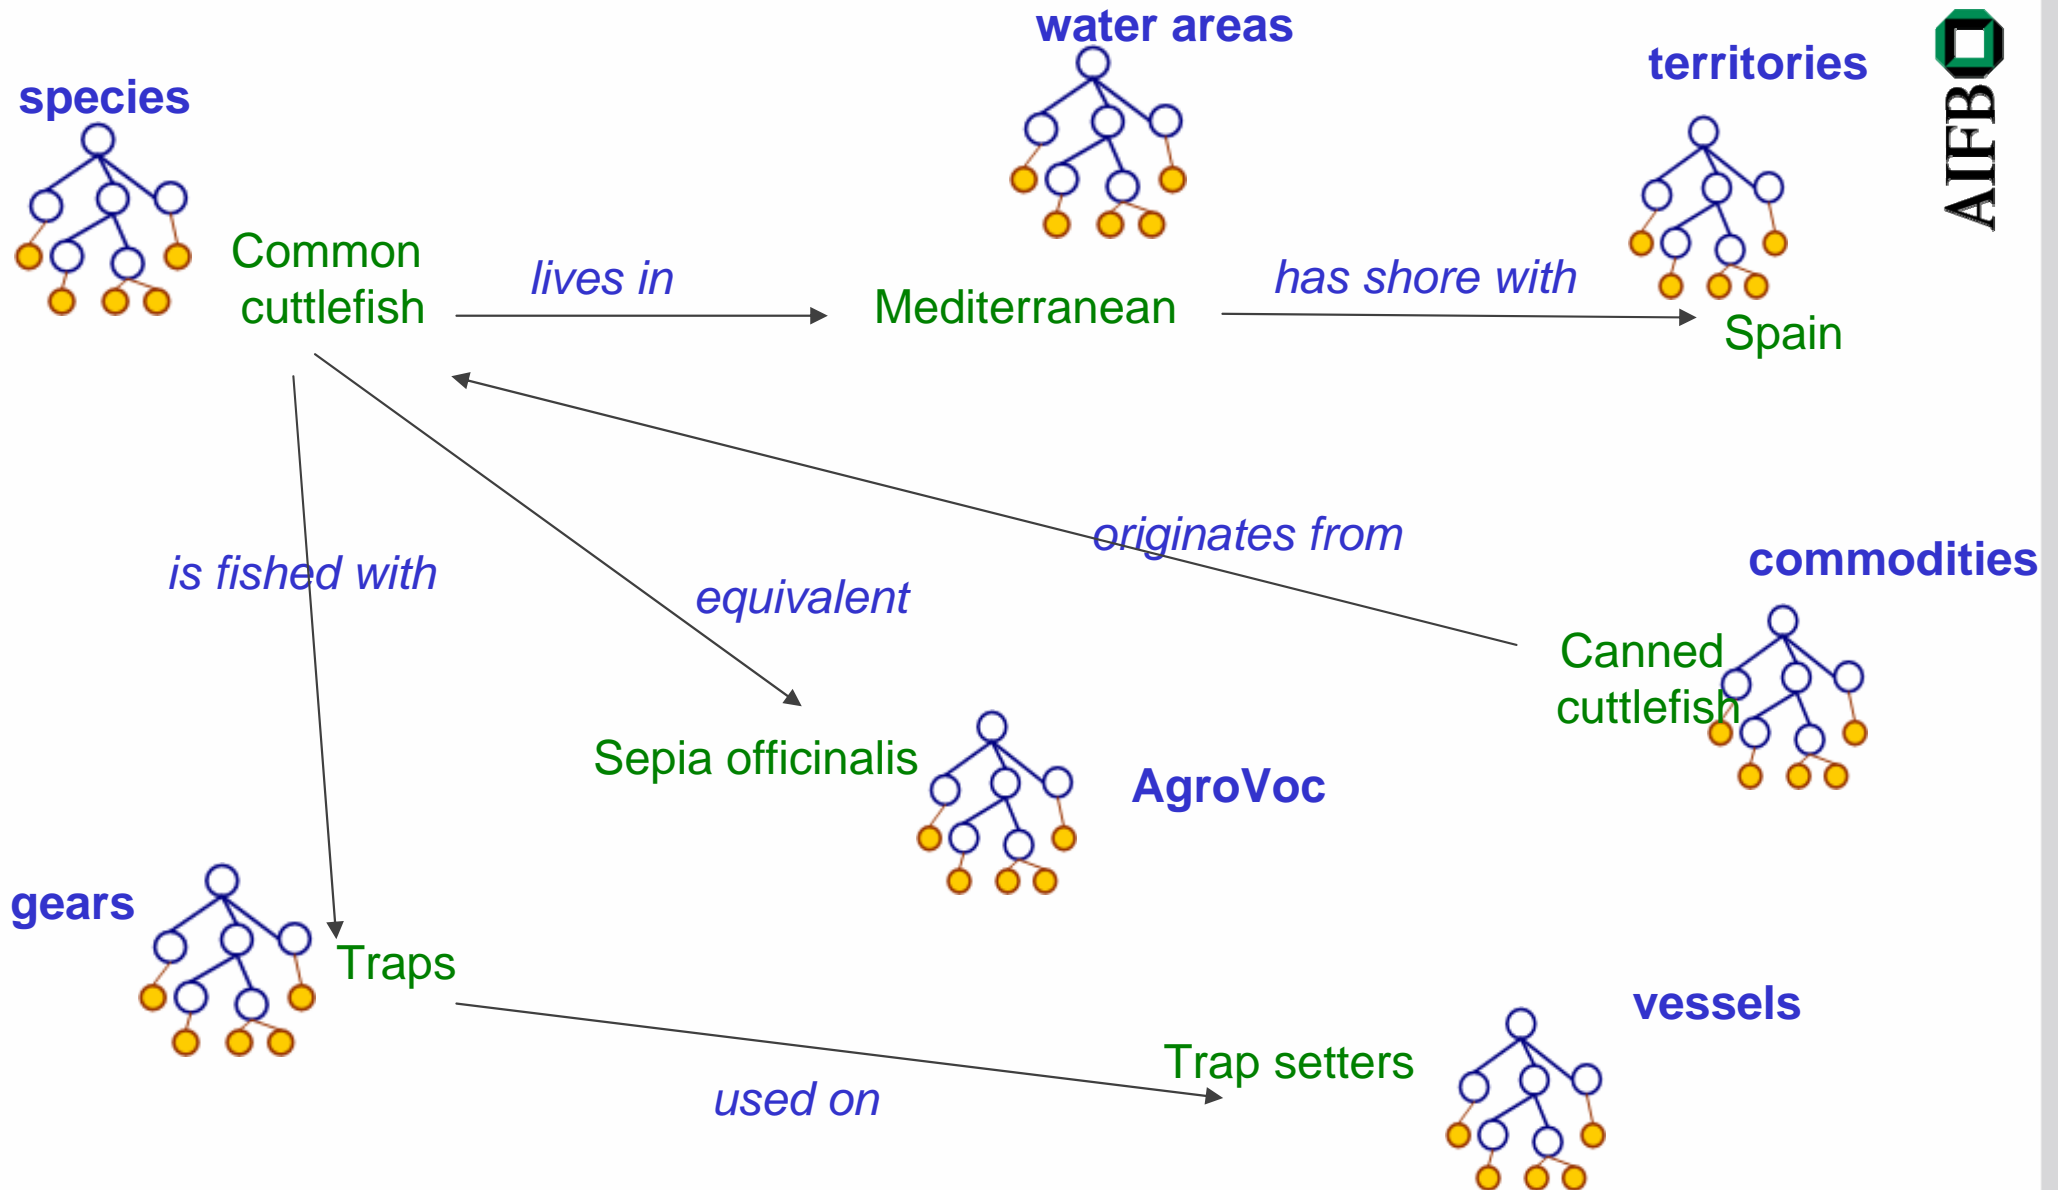 water areas
territories
species
AIFB
Common
cuttlefish
lives in
Mediterranean
has shore with
Spain
originates from
is fished with
equivalent
commodities
Canned
cuttlefish
Sepia officinalis
AgroVoc
gears
Traps
vessels
Trap setters
used on